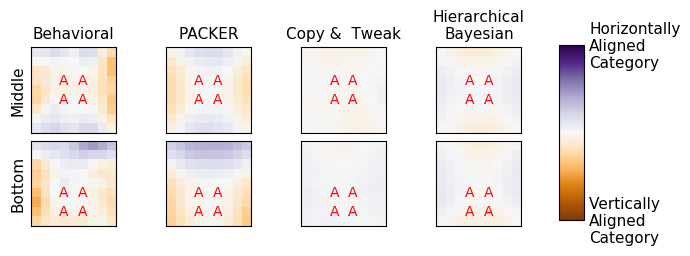 Behavioral
PACKER
Copy &  Tweak
Hierarchical
Bayesian
Horizontally
Aligned
Category
Middle
A A
A A
A A
A A
A A
A A
A A
A A
Bottom
A A
A A
A A
A A
A A
A A
A A
A A
Vertically
Aligned
Category